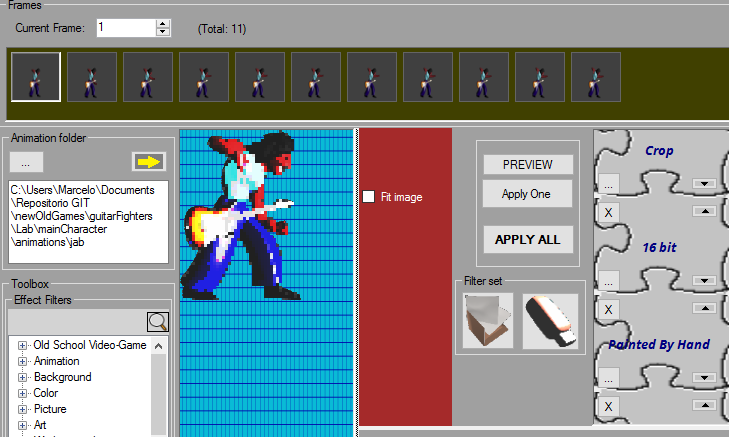 Frames
Current Frame: 1 (Total: 11)
Animation folder
...
C:\Users\Marcelo\Documents
\Repositorio GIT
\newOldGames\guitarFighters
\Lab\mainCharacter
\animations\jab
Toolbox
Effect Filters
Old School Video-Game
Animation
Background
Color
Picture
Art
Fit image
PREVIEW
Apply One
APPLY ALL
Filter set
Crop
...
X
16 bit
...
X
Painted By Hand
...
X